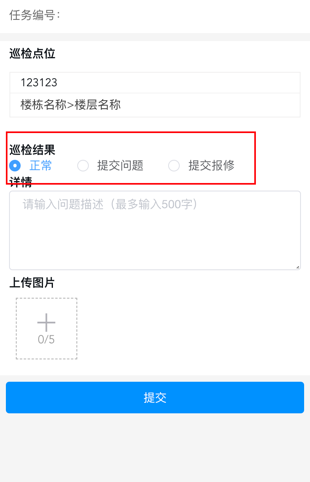 任务编号:
巡检点位
123123
楼栋名称>楼层名称
巡检结果
正常 提交问题 提交报修
详情
请输入问题描述（最多输入500字）
上传图片
0/5
提交